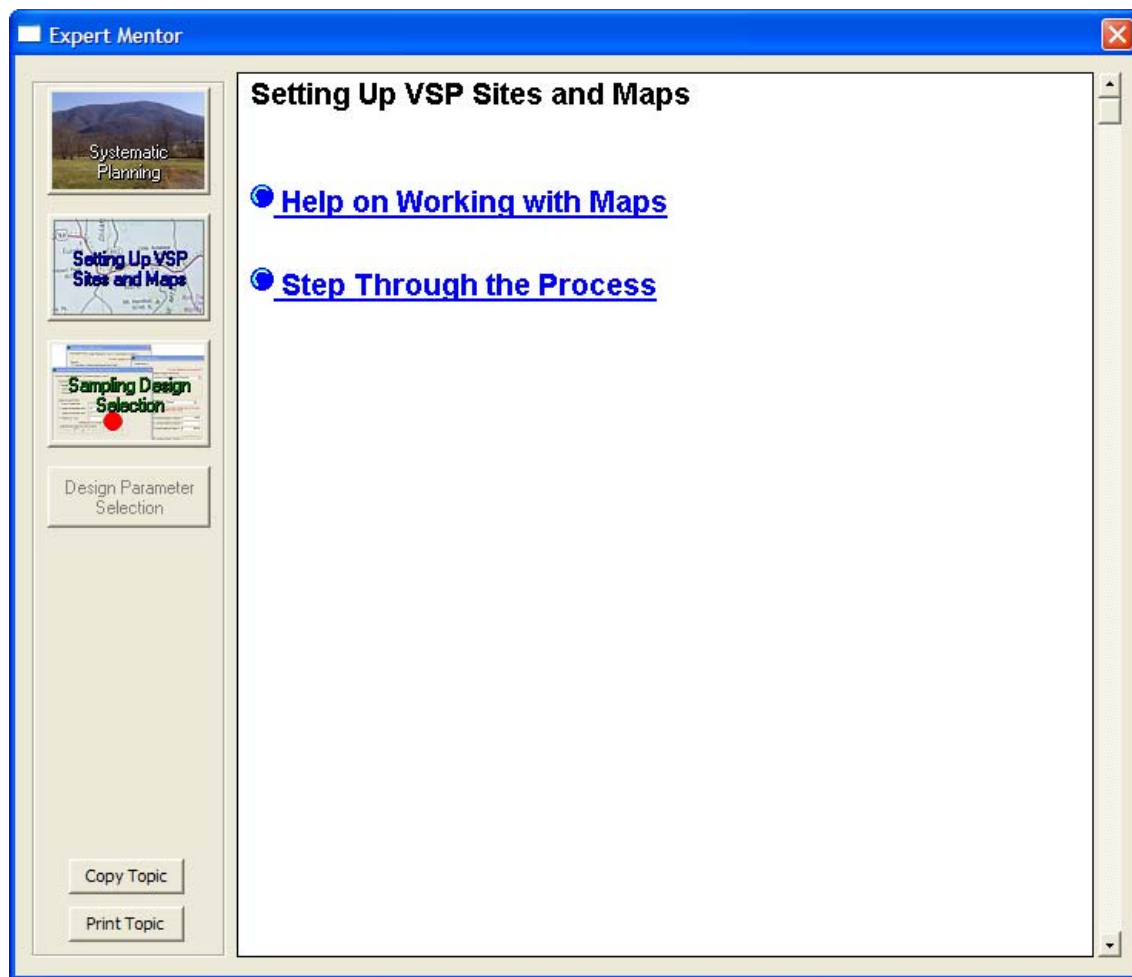 Expert Mentor
Systematic
Planning
Setting Up VSP
Sites and Maps
Sampling Design
Selection
Design Parameter
Selection
Copy Topic
Print Topic
Setting Up VSP Sites and Maps
Help on Working with Maps
Step Through the Process